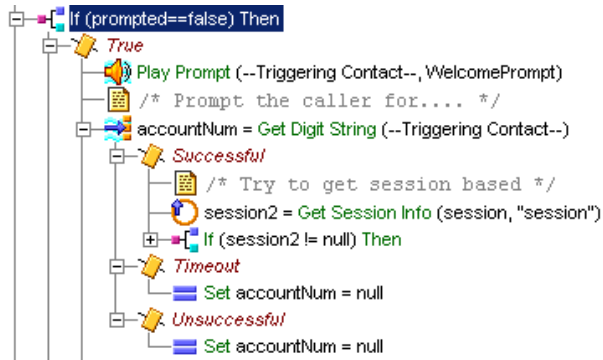 If (prompted==false) Then
True
Play Prompt (--Triggering Contact--, WelcomePrompt)
/* Prompt the caller for.... */
accountNum = Get Digit String (--Triggering Contact--)
Successful
/* Try to get session based */
session2 = Get Session Info (session, "session")
If (session2 != null) Then
Timeout
Set accountNum = null
Unsuccessful
Set accountNum = null